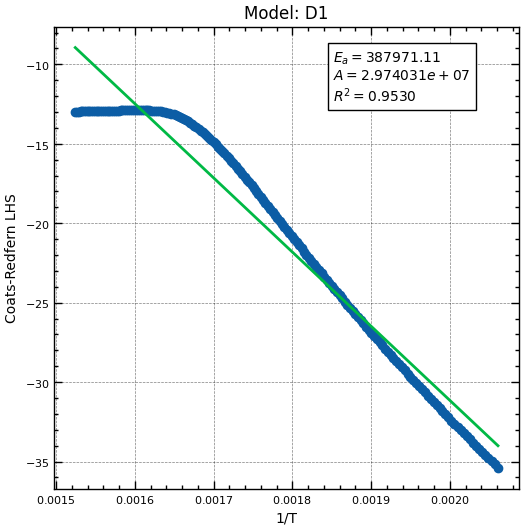 Model: D1
E_a = 387971.11
A = 2.974031e + 07
R² = 0.9530
Coats-Redfern LHS
−10
−15
−20
−25
−30
−35
0.0015 0.0016 0.0017 0.0018 0.0019 0.0020
1/T